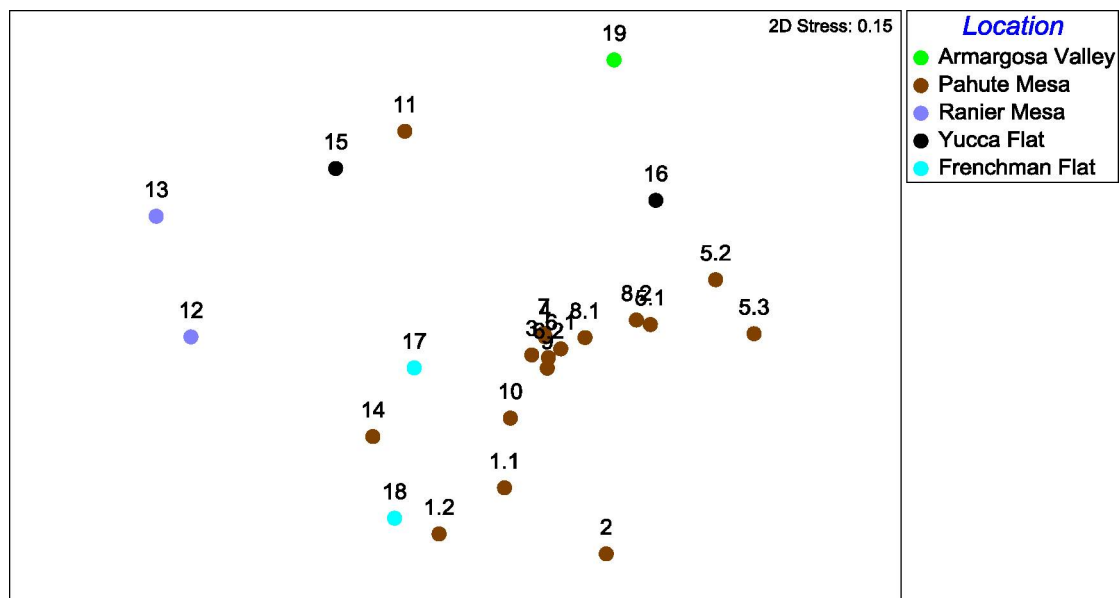 2D Stress: 0.15
Location
Armargosa Valley
Pahute Mesa
Ranier Mesa
Yucca Flat
Frenchman Flat
19
11
15
16
13
5.2
5.3
8.1
12
3
17
10
14
1.1
18
1.2
2